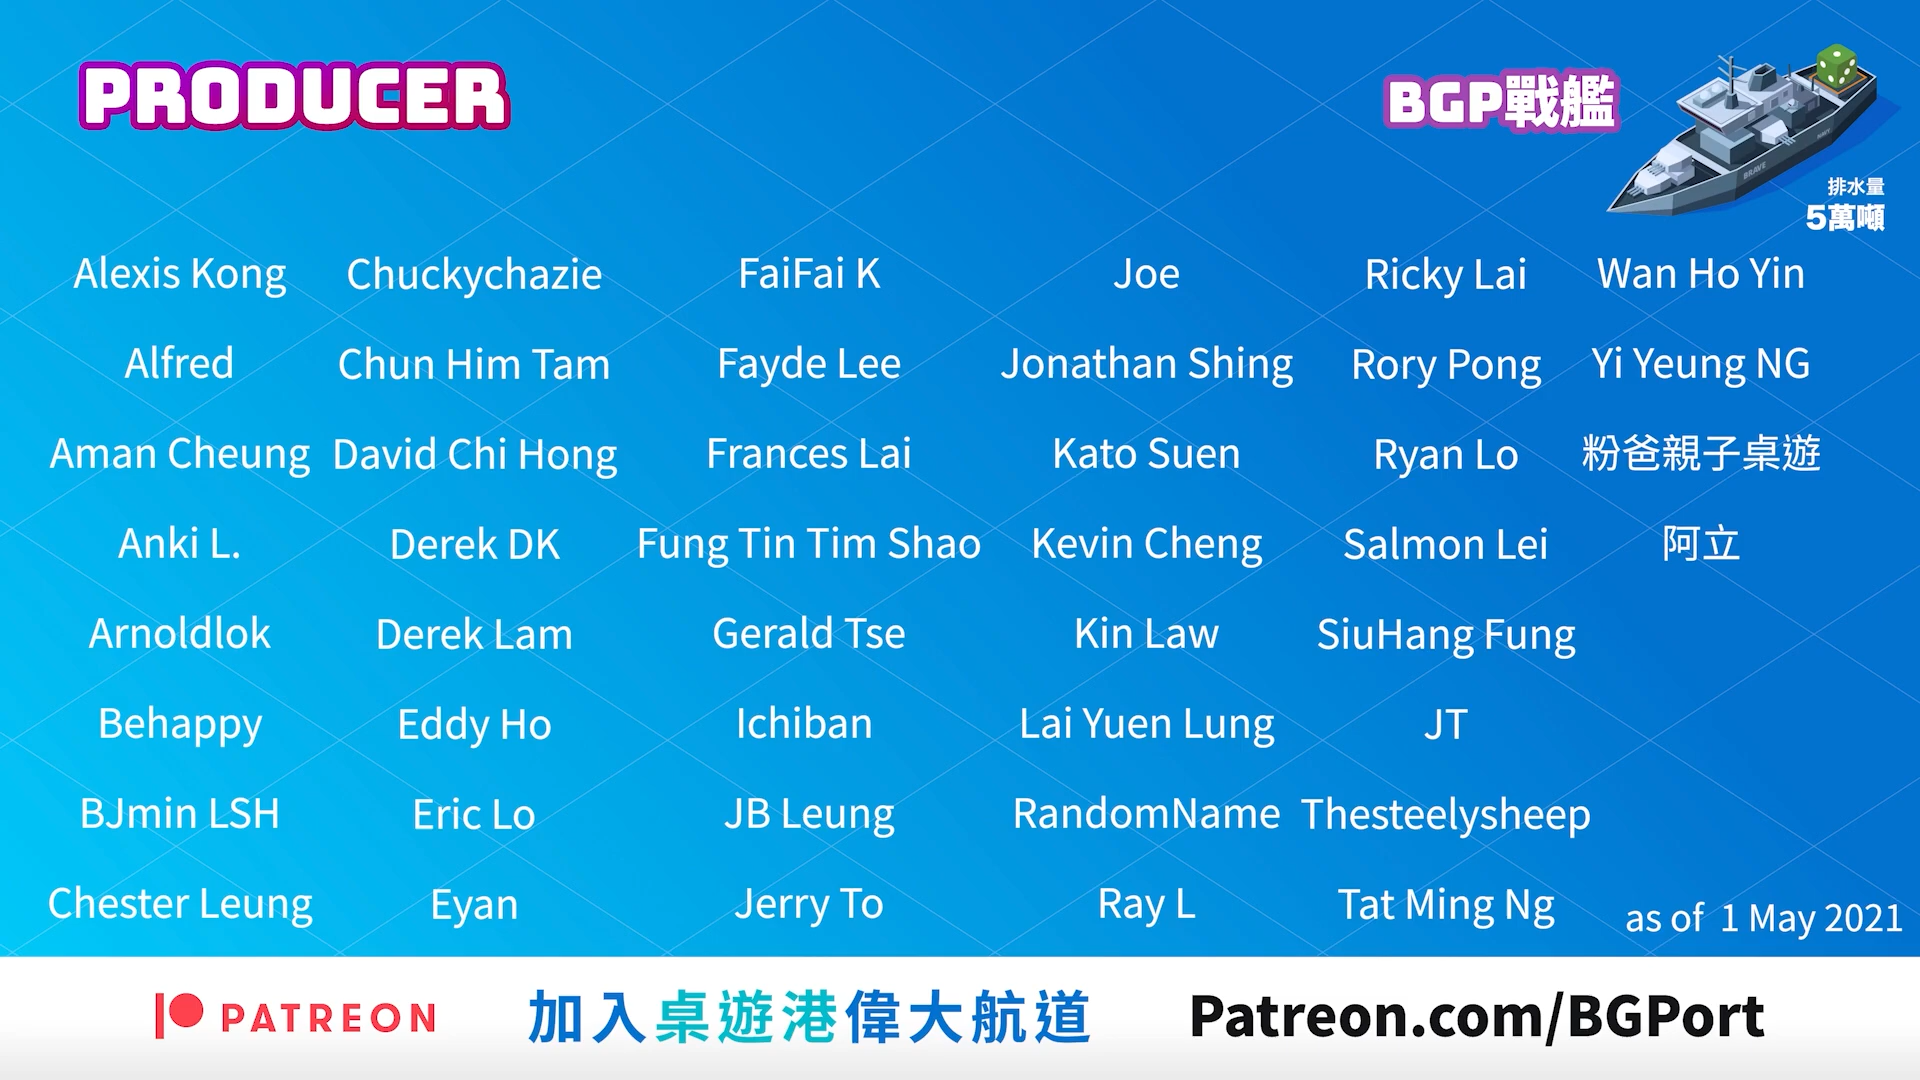 PRODUCER
BGP戰艦
BRAVE
NAVY
排水量
5萬噸
Alexis Kong Chuckychazie FaiFai K Joe Ricky Lai Wan Ho Yin
Alfred Chun Him Tam Fayde Lee Jonathan Shing Rory Pong Yi Yeung NG
Aman Cheung David Chi Hong Frances Lai Kato Suen Ryan Lo 粉爸親子桌遊
Anki L. Derek DK Fung Tin Tim Shao Kevin Cheng Salmon Lei 阿立
Arnoldlok Derek Lam Gerald Tse Kin Law SiuHang Fung
Behappy Eddy Ho Ichiban Lai Yuen Lung JT
BJmin LSH Eric Lo JB Leung RandomName Thesteelysheep
Chester Leung Eyan Jerry To Ray L Tat Ming Ng
as of 1 May 2021
PATREON 加入桌遊港偉大航道 Patreon.com/BGPort